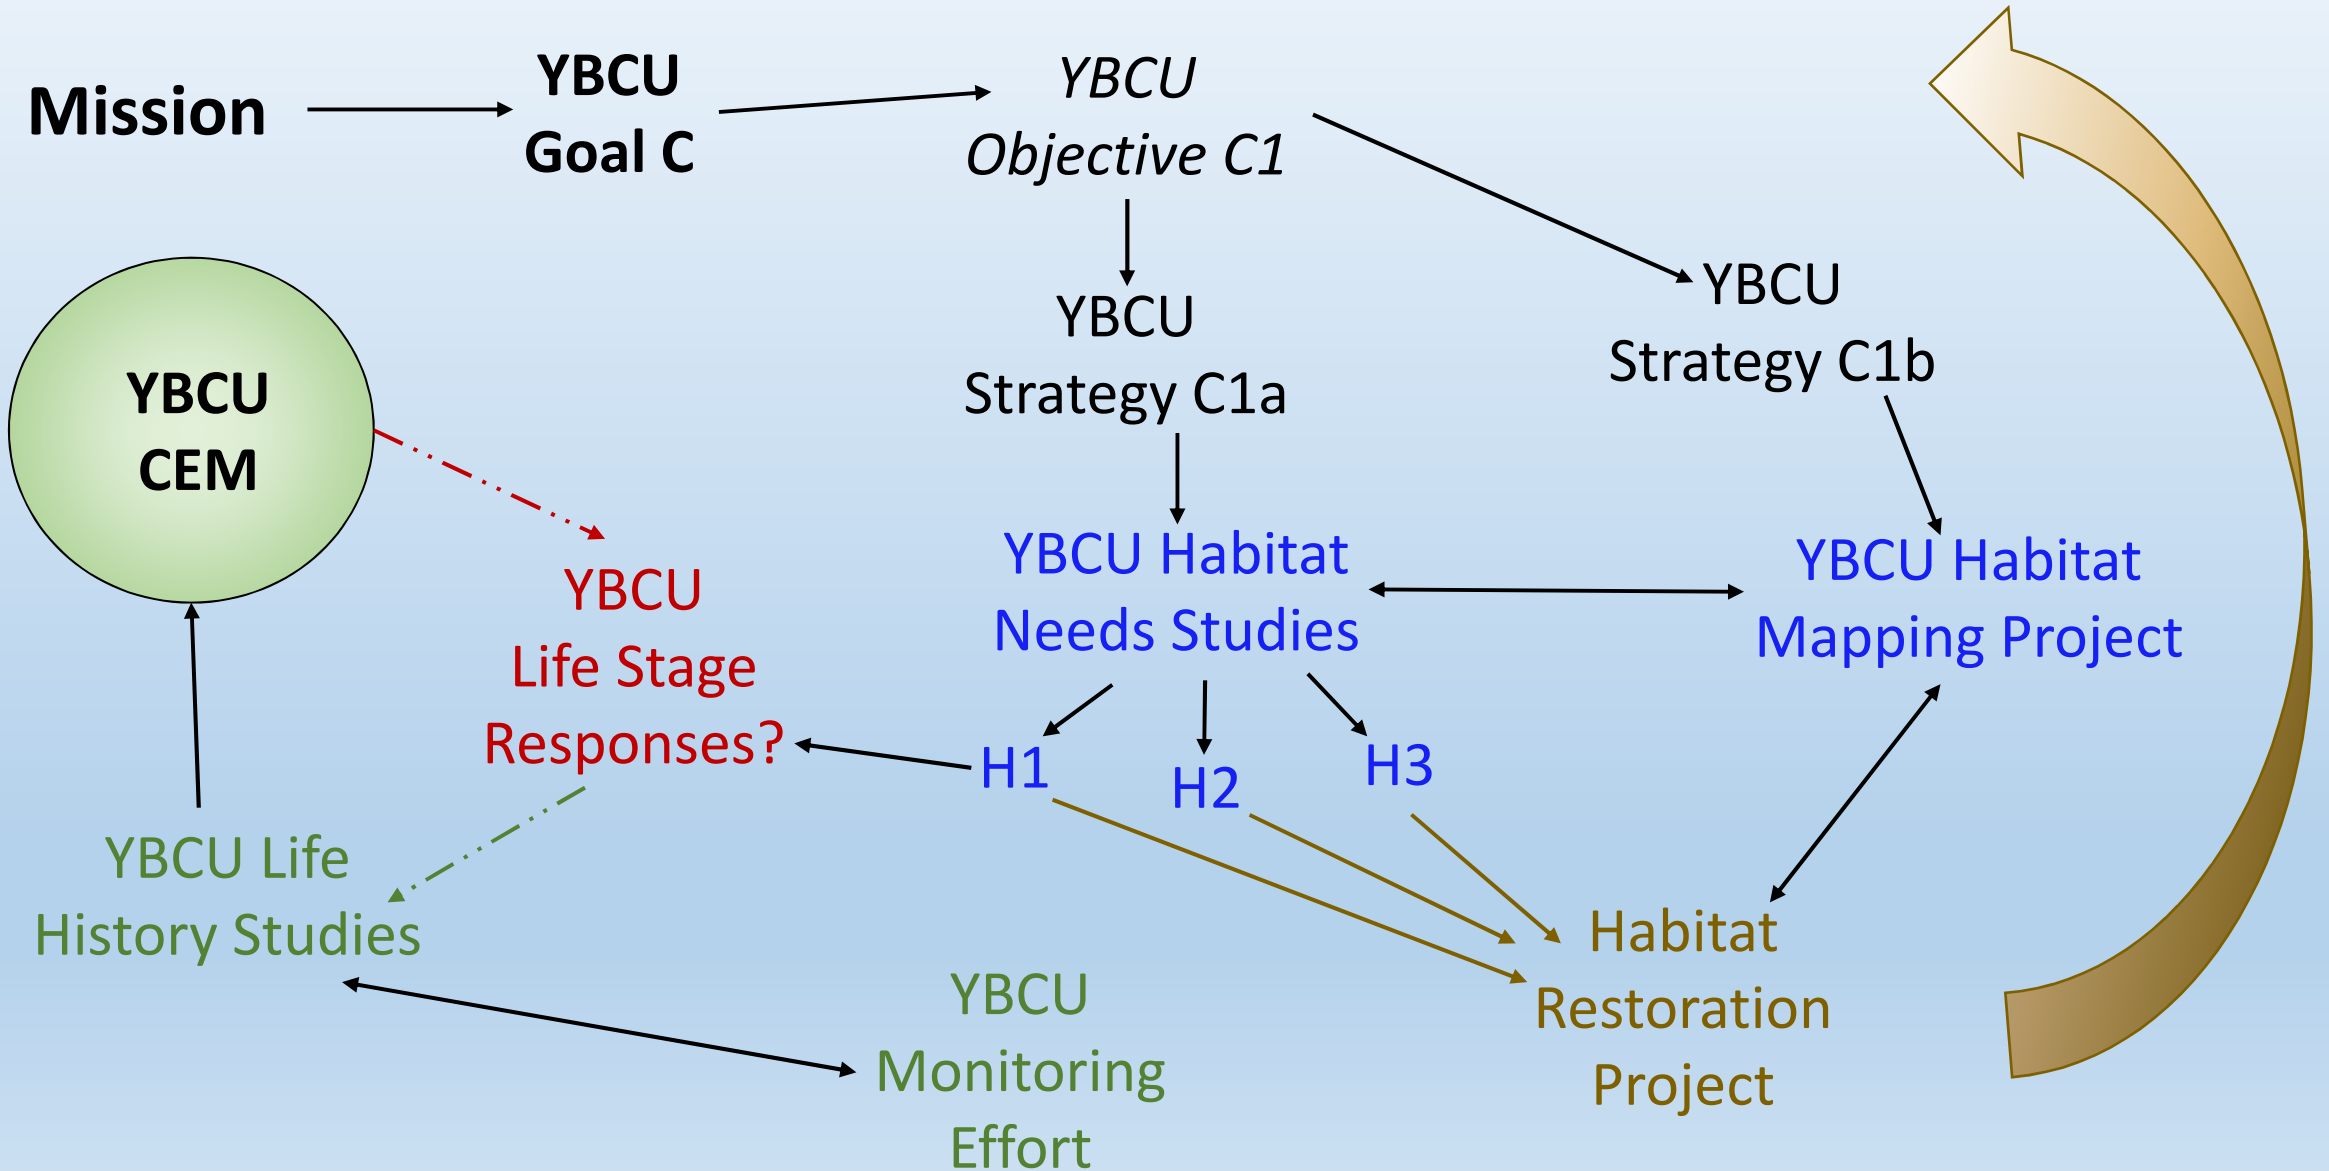 Mission
YBCU
Goal C
YBCU
Objective C1
YBCU
Strategy C1a
YBCU
Strategy C1b
YBCU
CEM
YBCU
Life Stage
Responses?
YBCU Habitat
Needs Studies
YBCU Habitat
Mapping Project
H1
H2
H3
YBCU Life
History Studies
YBCU
Monitoring
Effort
Habitat
Restoration
Project